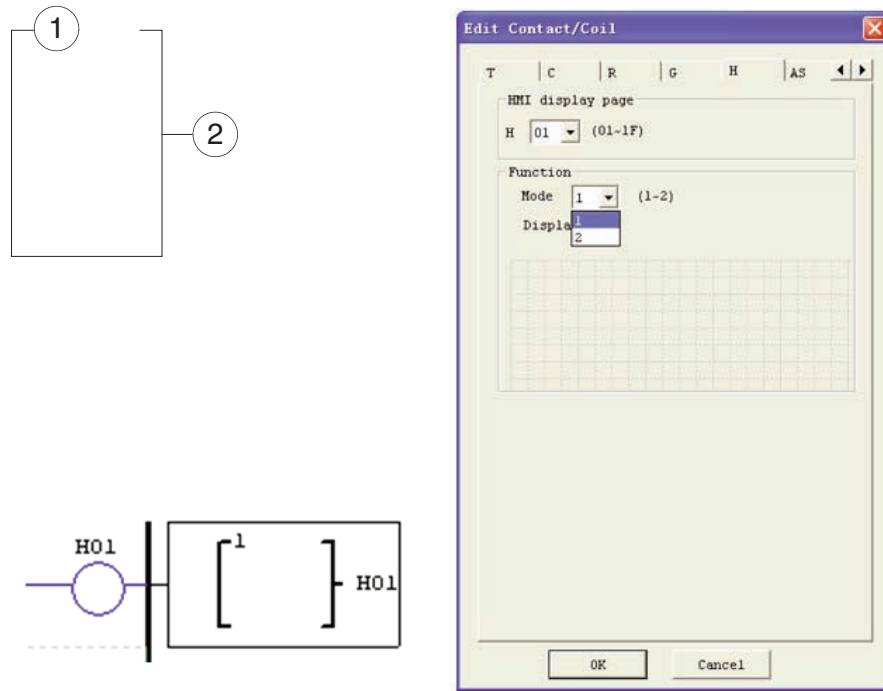 1
2
Edit Contact/Coil
T C R G H AS
HMI display page
H 01 (01~1F)
Function
Mode 1 (1-2)
Displa
1
2
OK Cancel
H01
1
H01